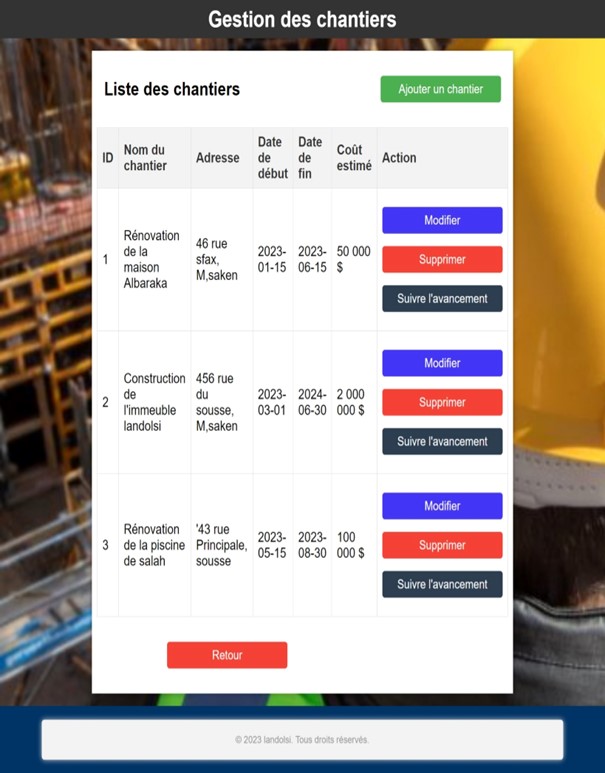 Gestion des chantiers
Liste des chantiers
Ajouter un chantier
ID
Nom du
chantier
Adresse
Date
de
début
Date
de
fin
Coût
estimé
Action
1
Rénovation
de la
maison
Albaraka
46 rue
sfax,
M,saken
2023-
01-15
2023-
06-15
50 000
$
Modifier
Supprimer
Suivre l'avancement
2
Construction
de
l'immeuble
landolsi
456 rue
du
sousse,
M,saken
2023-
03-01
2024-
06-30
2 000
000 $
Modifier
Supprimer
Suivre l'avancement
3
Rénovation
de la piscine
de salah
'43 rue
Principale,
sousse
2023-
05-15
2023-
08-30
100
000 $
Modifier
Supprimer
Suivre l'avancement
Retour
© 2023 landolsi. Tous droits réservés.